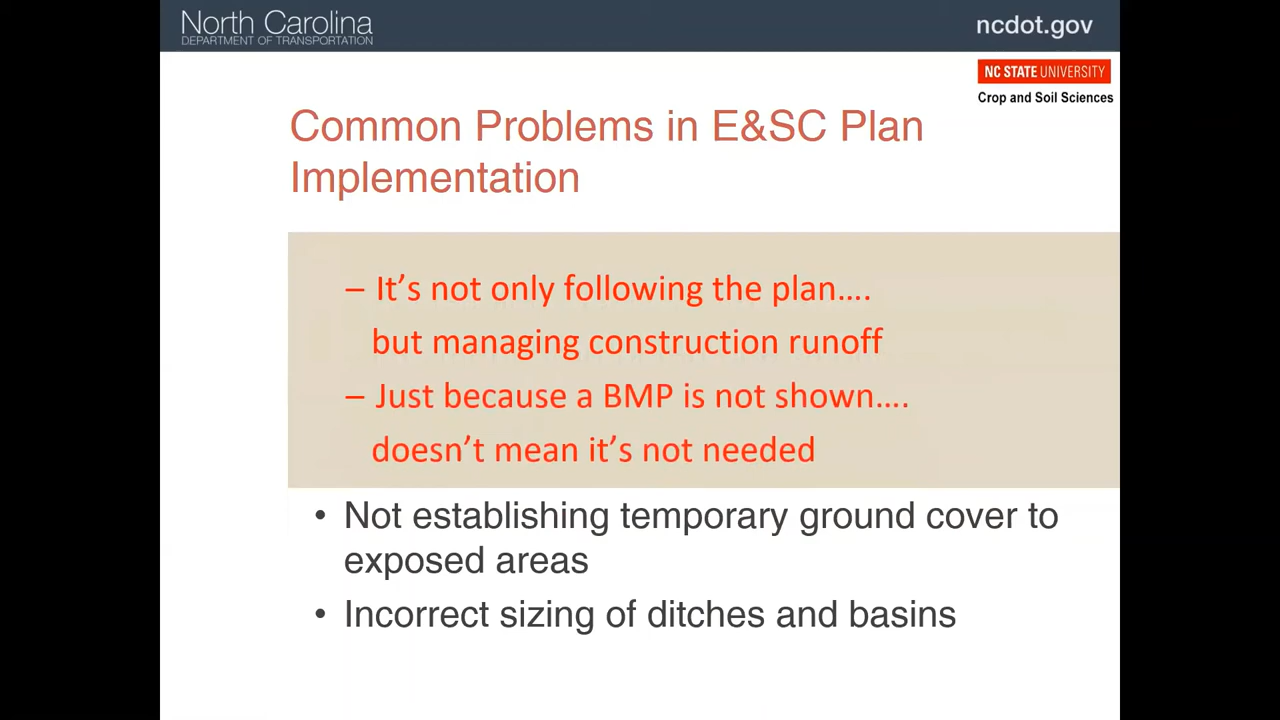 North Carolina
DEPARTMENT OF TRANSPORTATION
ncdot.gov
NC STATE UNIVERSITY
Crop and Soil Sciences
Common Problems in E&SC Plan
Implementation
– It’s not only following the plan….
but managing construction runoff
– Just because a BMP is not shown….
doesn’t mean it’s not needed
• Not establishing temporary ground cover to
exposed areas
• Incorrect sizing of ditches and basins